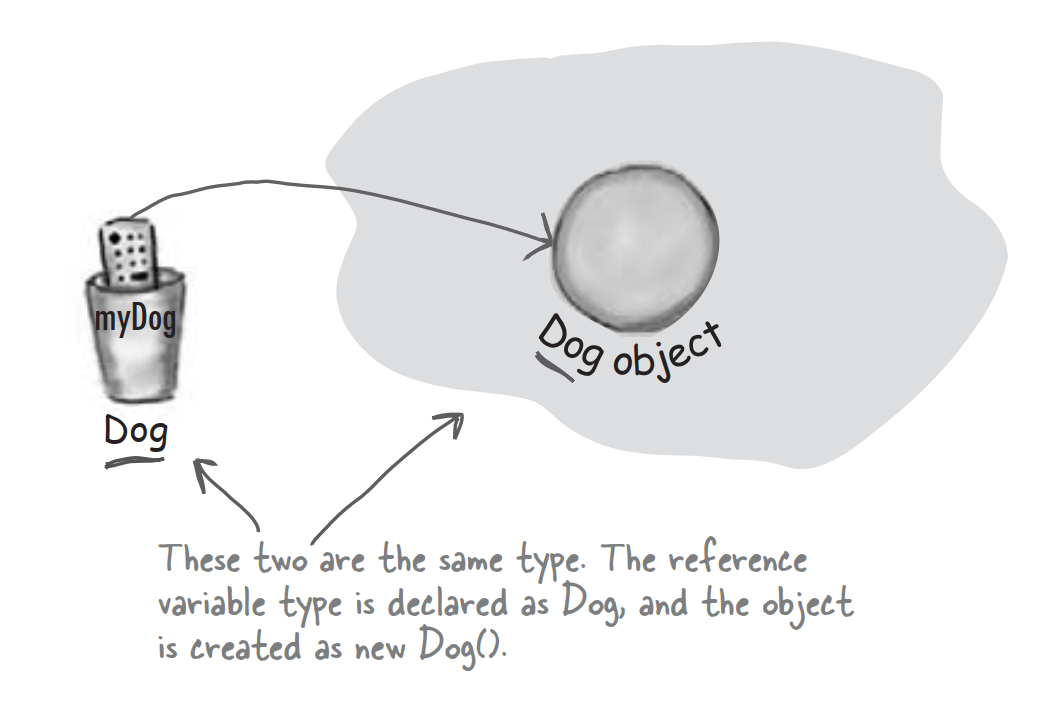 myDog
Dog
Dog object
These two are the same type. The reference
variable type is declared as Dog, and the object
is created as new Dog().